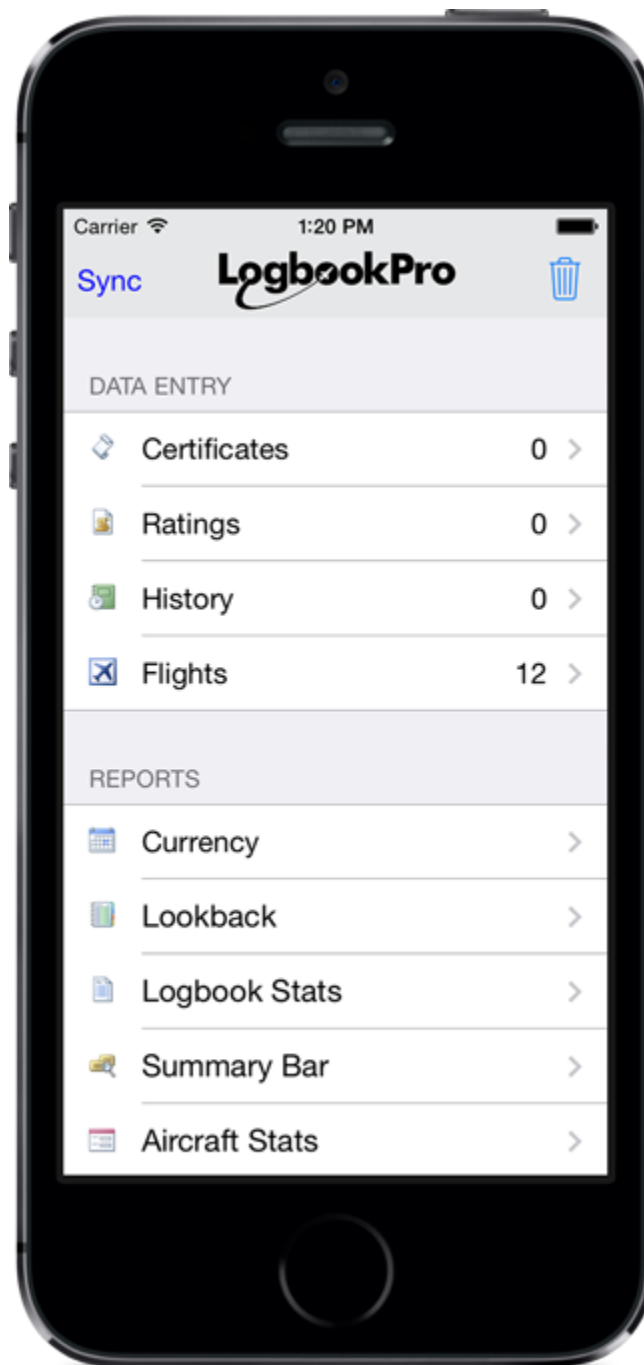 Carrier 1:20 PM
Sync LogbookPro
DATA ENTRY
Certificates 0
Ratings 0
History 0
Flights 12
REPORTS
Currency
Lookback
Logbook Stats
Summary Bar
Aircraft Stats